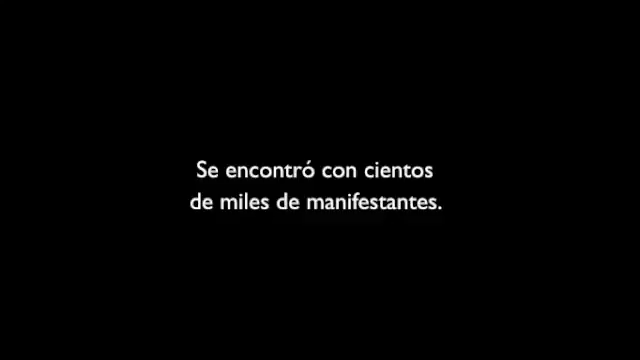 Se encontró con cientos
de miles de manifestantes.